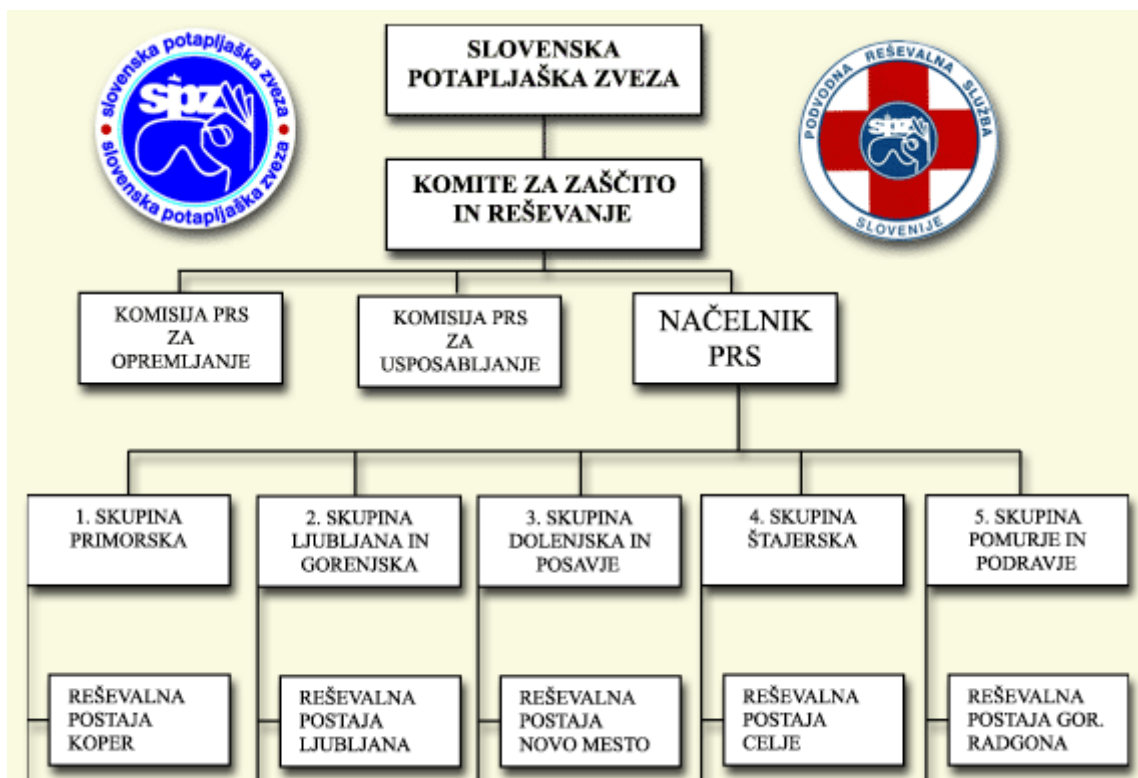 slovenska potapljaška zveza
slovenska potapljaška zveza
špz
SLOVENSKA
POTAPLJAŠKA ZVEZA
PODVODNA REŠEVALNA SLUŽBA
SLOVENIJE
špz
KOMITE ZA ZAŠČITO
IN REŠEVANJE
KOMISIJA PRS
ZA
OPREMLJANJE
KOMISIJA PRS
ZA
USPOSABLJANJE
NAČELNIK
PRS
1. SKUPINA
PRIMORSKA
2. SKUPINA
LJUBLJANA IN
GORENJSKA
3. SKUPINA
DOLENJSKA IN
POSAVJE
4. SKUPINA
ŠTAJERSKA
5. SKUPINA
POMURJE IN
PODRAVJE
REŠEVALNA
POSTAJA
KOPER
REŠEVALNA
POSTAJA
LJUBLJANA
REŠEVALNA
POSTAJA
NOVO MESTO
REŠEVALNA
POSTAJA
CELJE
REŠEVALNA
POSTAJA GOR.
RADGONA